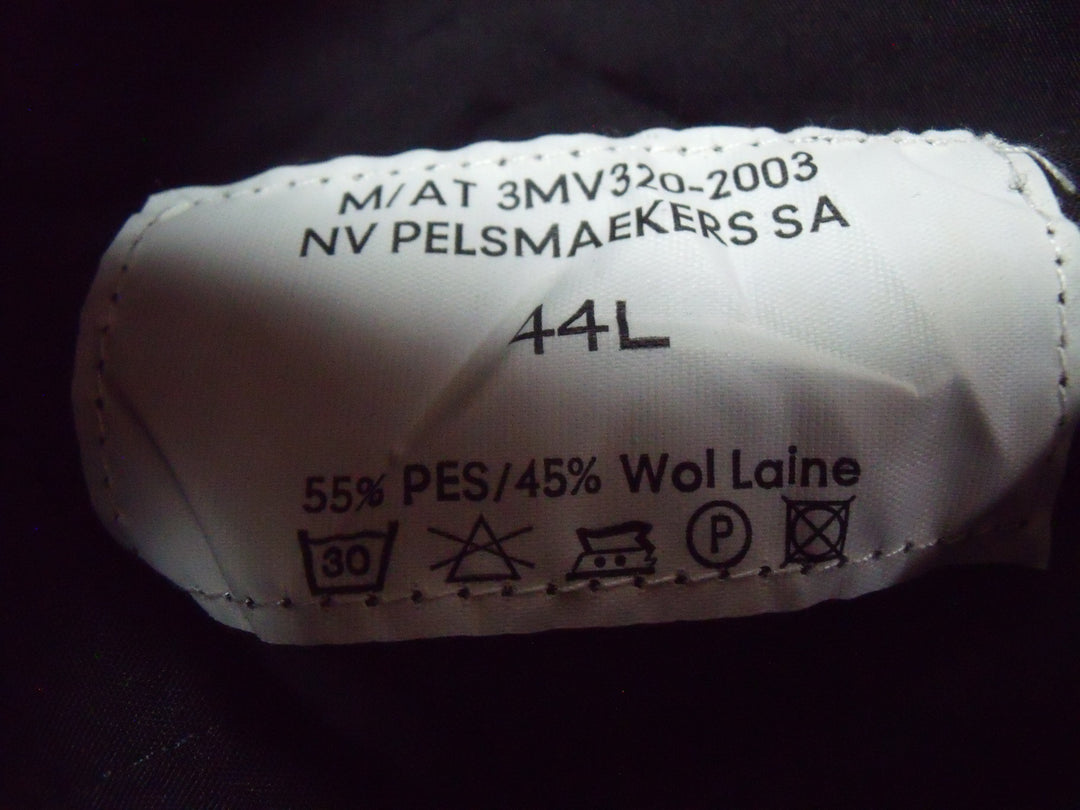 M/AT 3MV320-2003
NV PELSMAEKERS SA
44L
55% PES/45% Wol Laine
30 P